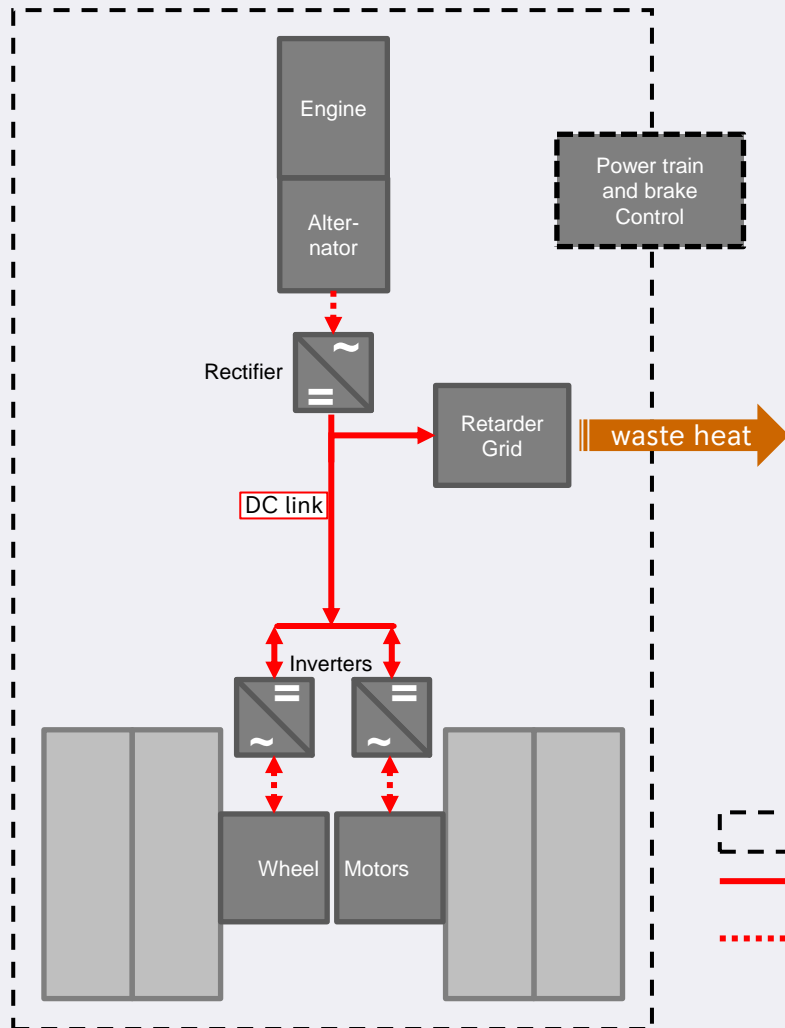 Engine
Power train
and brake
Control
Alter-
nator
Rectifier
~
=
Retarder
Grid
waste heat
DC link
Inverters
=
~
=
~
Wheel
Motors